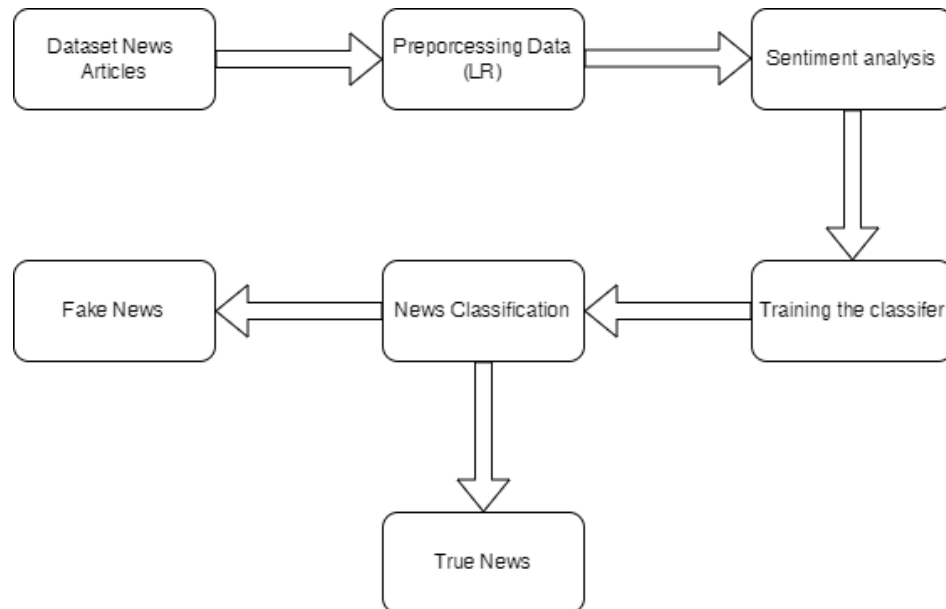 Dataset News
Articles
Preporcessing Data
(LR)
Sentiment analysis
Fake News
News Classification
Training the classifer
True News